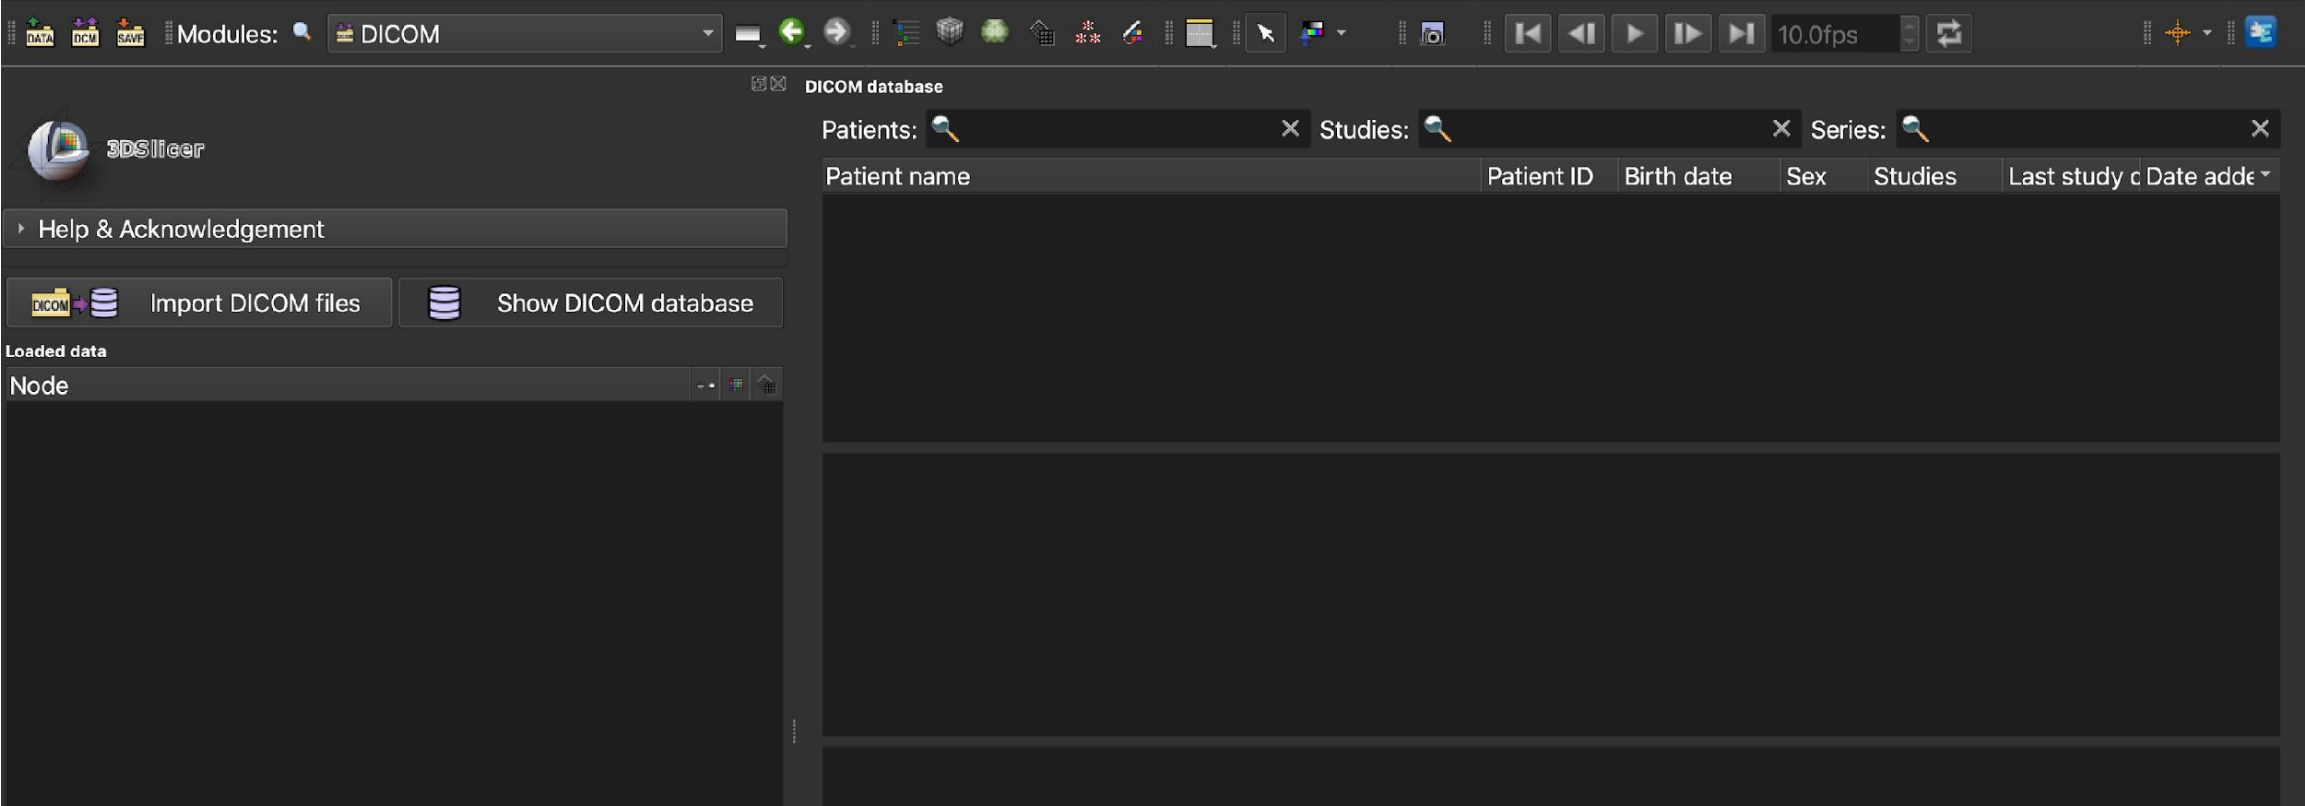 DATA DCM SAVE Modules: DICOM 10.0fps
DICOM database
3DSlicer
Patients: Studies: Series:
Patient name Patient ID Birth date Sex Studies Last study d Date adde
Help & Acknowledgement
DICOM Import DICOM files Show DICOM database
Loaded data
Node